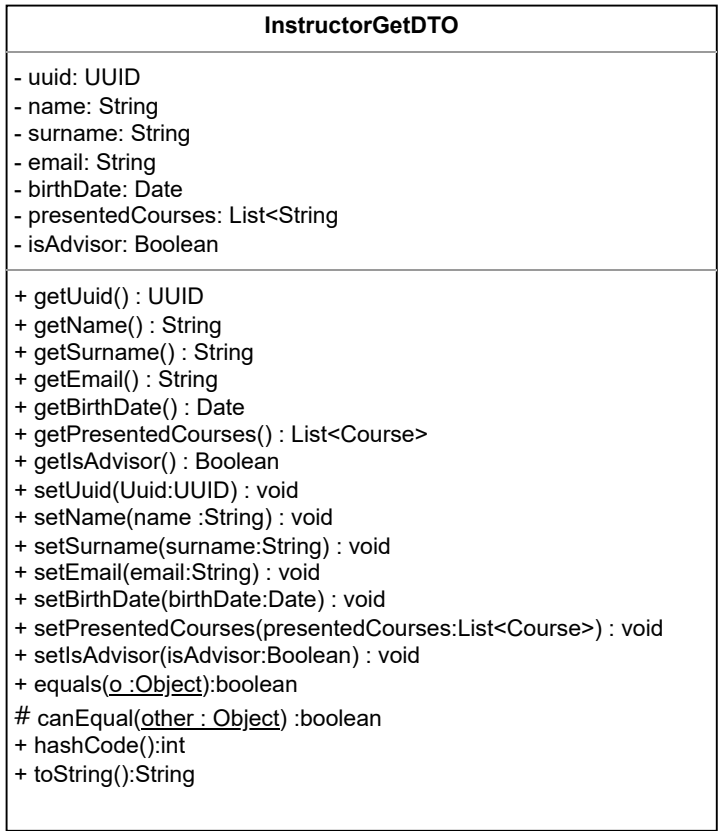 InstructorGetDTO
- uuid: UUID
- name: String
- surname: String
- email: String
- birthDate: Date
- presentedCourses: List<String
- isAdvisor: Boolean
+ getUuid() : UUID
+ getName() : String
+ getSurname() : String
+ getEmail() : String
+ getBirthDate() : Date
+ getPresentedCourses() : List<Course>
+ getIsAdvisor() : Boolean
+ setUuid(Uuid:UUID) : void
+ setName(name :String) : void
+ setSurname(surname:String) : void
+ setEmail(email:String) : void
+ setBirthDate(birthDate:Date) : void
+ setPresentedCourses(presentedCourses:List<Course>) : void
+ setIsAdvisor(isAdvisor:Boolean) : void
+ equals(o :Object):boolean
# canEqual(other : Object) :boolean
+ hashCode():int
+ toString():String